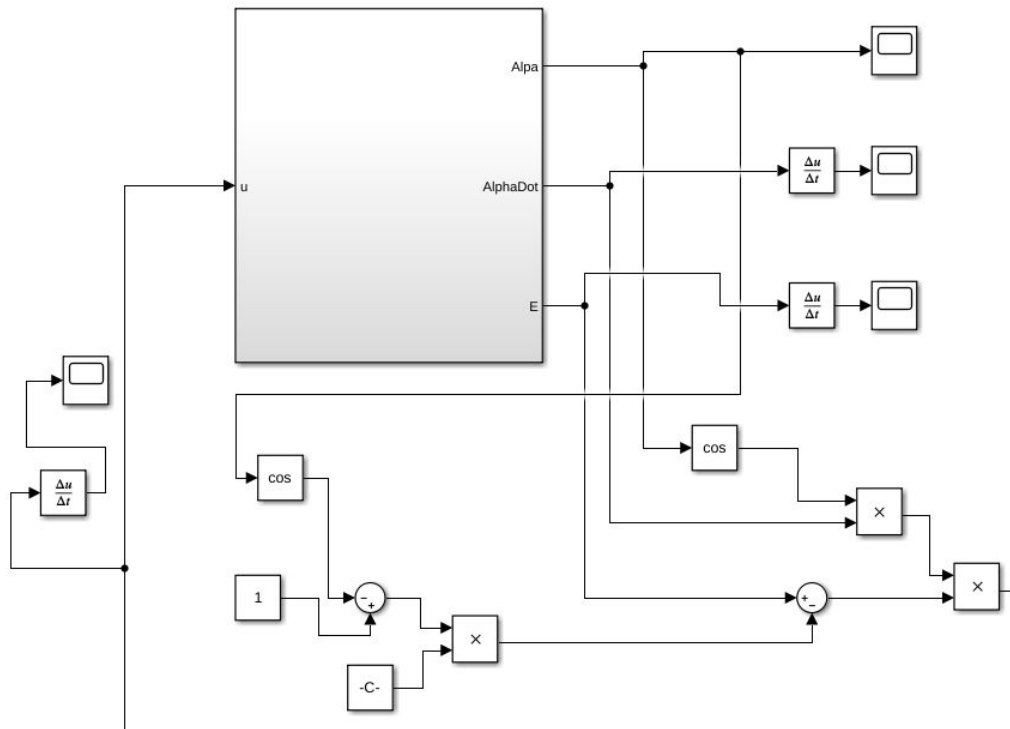 Alpa
u
AlphaDot
Δu
Δt
E
Δu
Δt
cos
Δu
Δt
cos
×
1
−
+
+
−
×
×
-C-